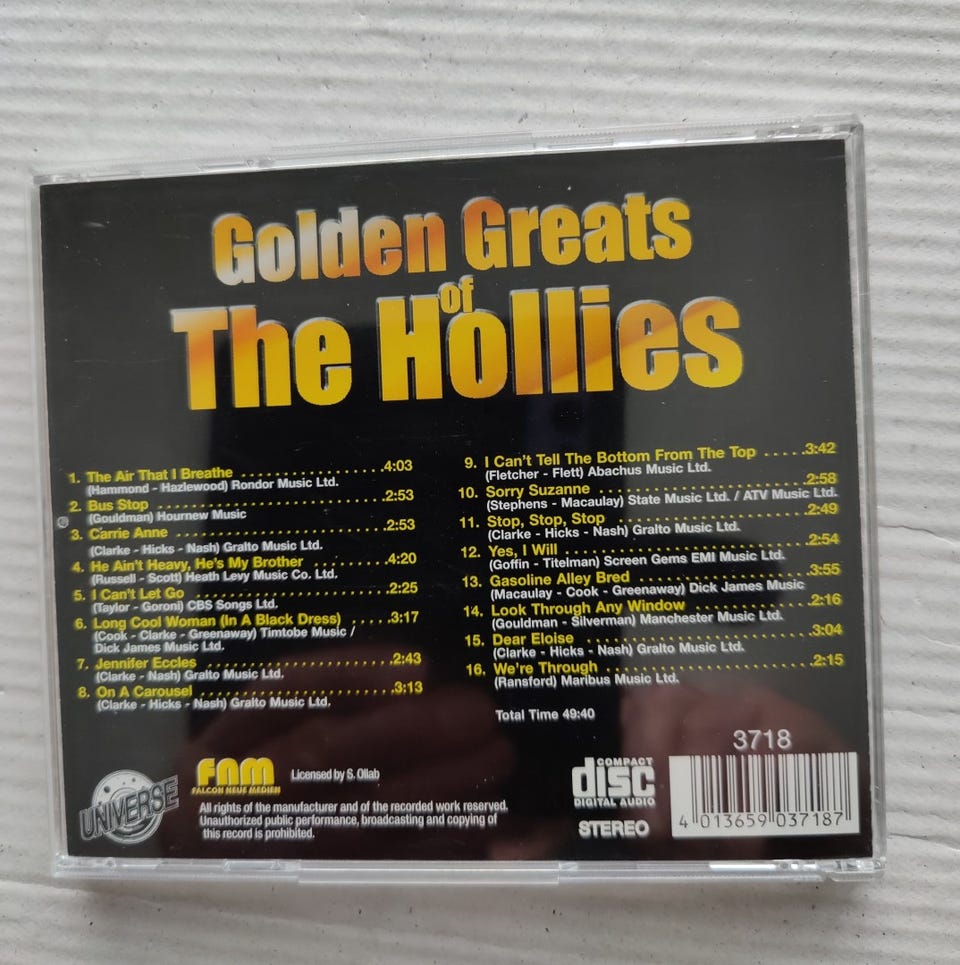 Golden Greats
of
The Hollies
1. The Air That I Breathe ................4:03
(Hammond - Hazlewood) Rondor Music Ltd.
2. Bus Stop ...........................2:53
(Gouldman) Hournew Music
3. Carrie Anne ........................2:53
(Clarke - Hicks - Nash) Gralto Music Ltd.
4. He Ain't Heavy, He's My Brother .........4:20
(Russell - Scott) Heath Levy Music Co. Ltd.
5. I Can't Let Go .......................2:25
(Taylor - Goroni) CBS Songs Ltd.
6. Long Cool Woman (In A Black Dress) .....3:17
(Cook - Clarke - Greenaway) Timtobe Music /
Dick James Music Ltd.
7. Jennifer Eccles ......................2:43
(Clarke - Nash) Gralto Music Ltd.
8. On A Carousel ......................3:13
(Clarke - Hicks - Nash) Gralto Music Ltd.
9. I Can't Tell The Bottom From The Top .....3:42
(Fletcher - Flett) Abachus Music Ltd.
10. Sorry Suzanne ........................2:58
(Stephens - Macaulay) State Music Ltd. / ATV Music Ltd.
11. Stop, Stop, Stop ......................2:49
(Clarke - Hicks - Nash) Gralto Music Ltd.
12. Yes, I Will ............................2:54
(Goffin - Titelman) Screen Gems EMI Music Ltd.
13. Gasoline Alley Bred ....................3:55
(Macaulay - Cook - Greenaway) Dick James Music
14. Look Through Any Window .............2:16
(Gouldman - Silverman) Manchester Music Ltd.
15. Dear Eloise ..........................3:04
(Clarke - Hicks - Nash) Gralto Music Ltd.
16. We're Through ........................2:15
(Ransford) Maribus Music Ltd.
Total Time 49:40
3718
UNIVERSE
FNM
FALCON NEUE MEDIEN
Licensed by S. Ollab
All rights of the manufacturer and of the recorded work reserved.
Unauthorized public performance, broadcasting and copying of
this record is prohibited.
COMPACT
disc
DIGITAL AUDIO
STEREO
4 013659 037187